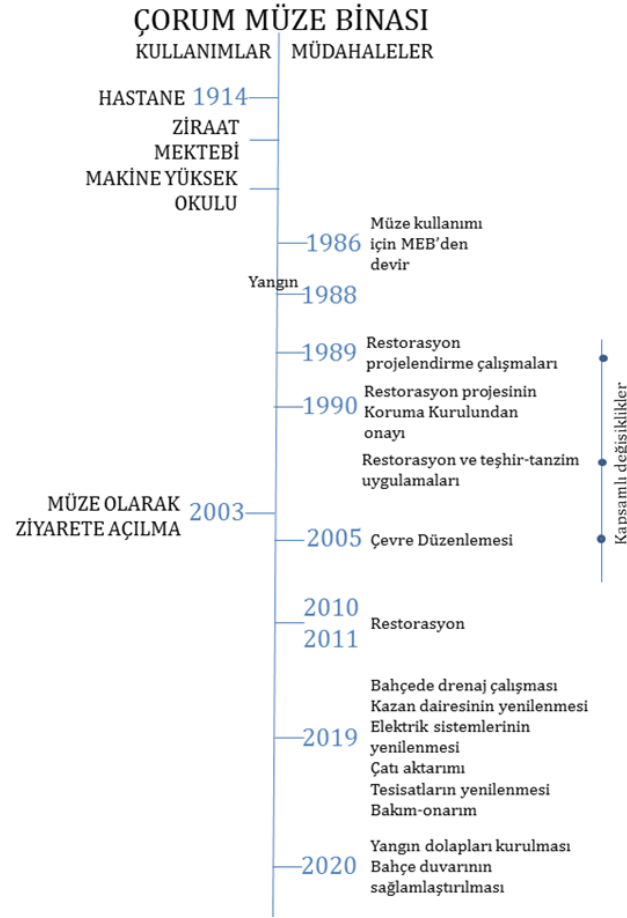 ÇORUM MÜZE BİNASI
KULLANIMLAR MÜDAHALELER
HASTANE 1914
ZİRAAT
MEKTEBİ
MAKİNE YÜKSEK
OKULU
1986 Müze kullanımı
için MEB'den
devir
Yangın 1988
1989 Restorasyon
projelendirme çalışmaları
1990 Restorasyon projesinin
Koruma Kurulundan
onayı
Restorasyon ve teşhir-tanzim
uygulamaları
Kapsamlı değişiklikler
MÜZE OLARAK
ZİYARETE AÇILMA
2003
2005 Çevre Düzenlemesi
2010
2011
Restorasyon
2019
Bahçede drenaj çalışması
Kazan dairesinin yenilenmesi
Elektrik sistemlerinin
yenilenmesi
Çatı aktarımı
Tesisatların yenilenmesi
Bakım-onarım
2020
Yangın dolapları kurulması
Bahçe duvarının
sağlamlaştırılması